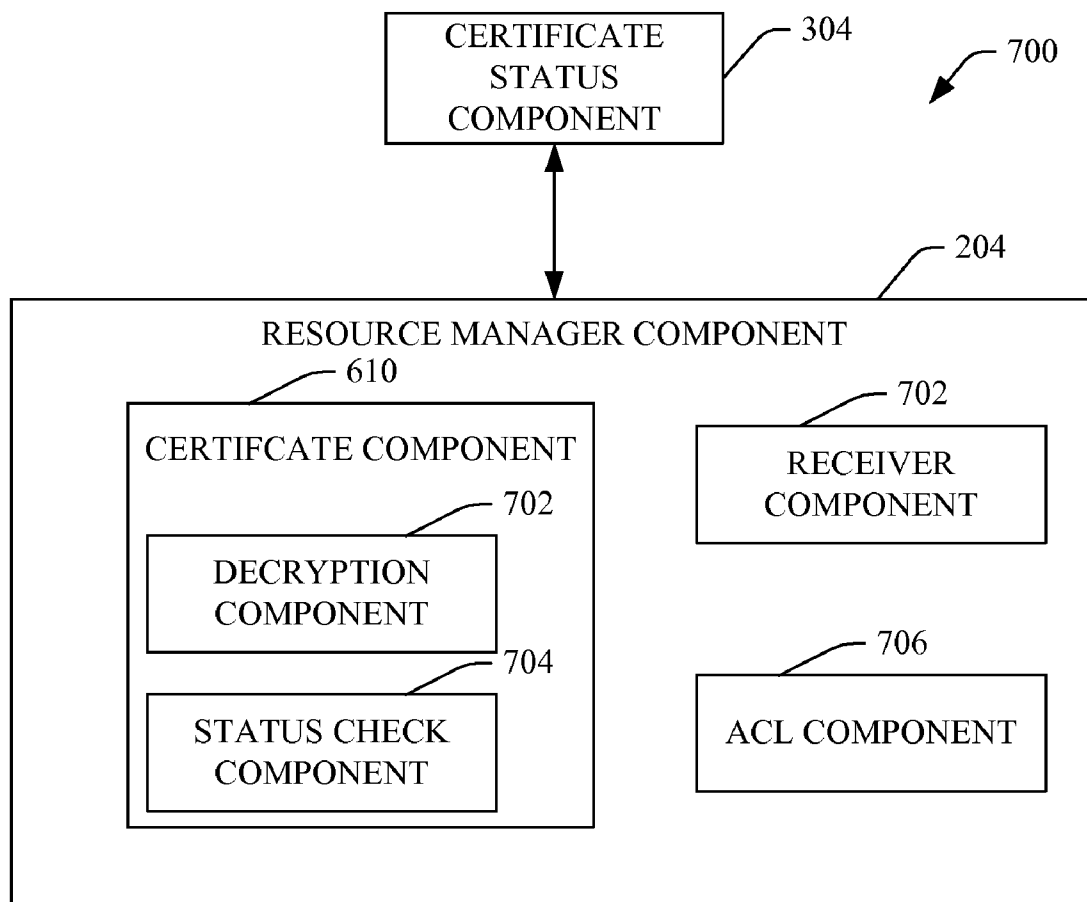 CERTIFICATE
STATUS
COMPONENT
304
700
204
RESOURCE MANAGER COMPONENT
610
CERTIFCATE COMPONENT
702
DECRYPTION
COMPONENT
704
STATUS CHECK
COMPONENT
702
RECEIVER
COMPONENT
706
ACL COMPONENT